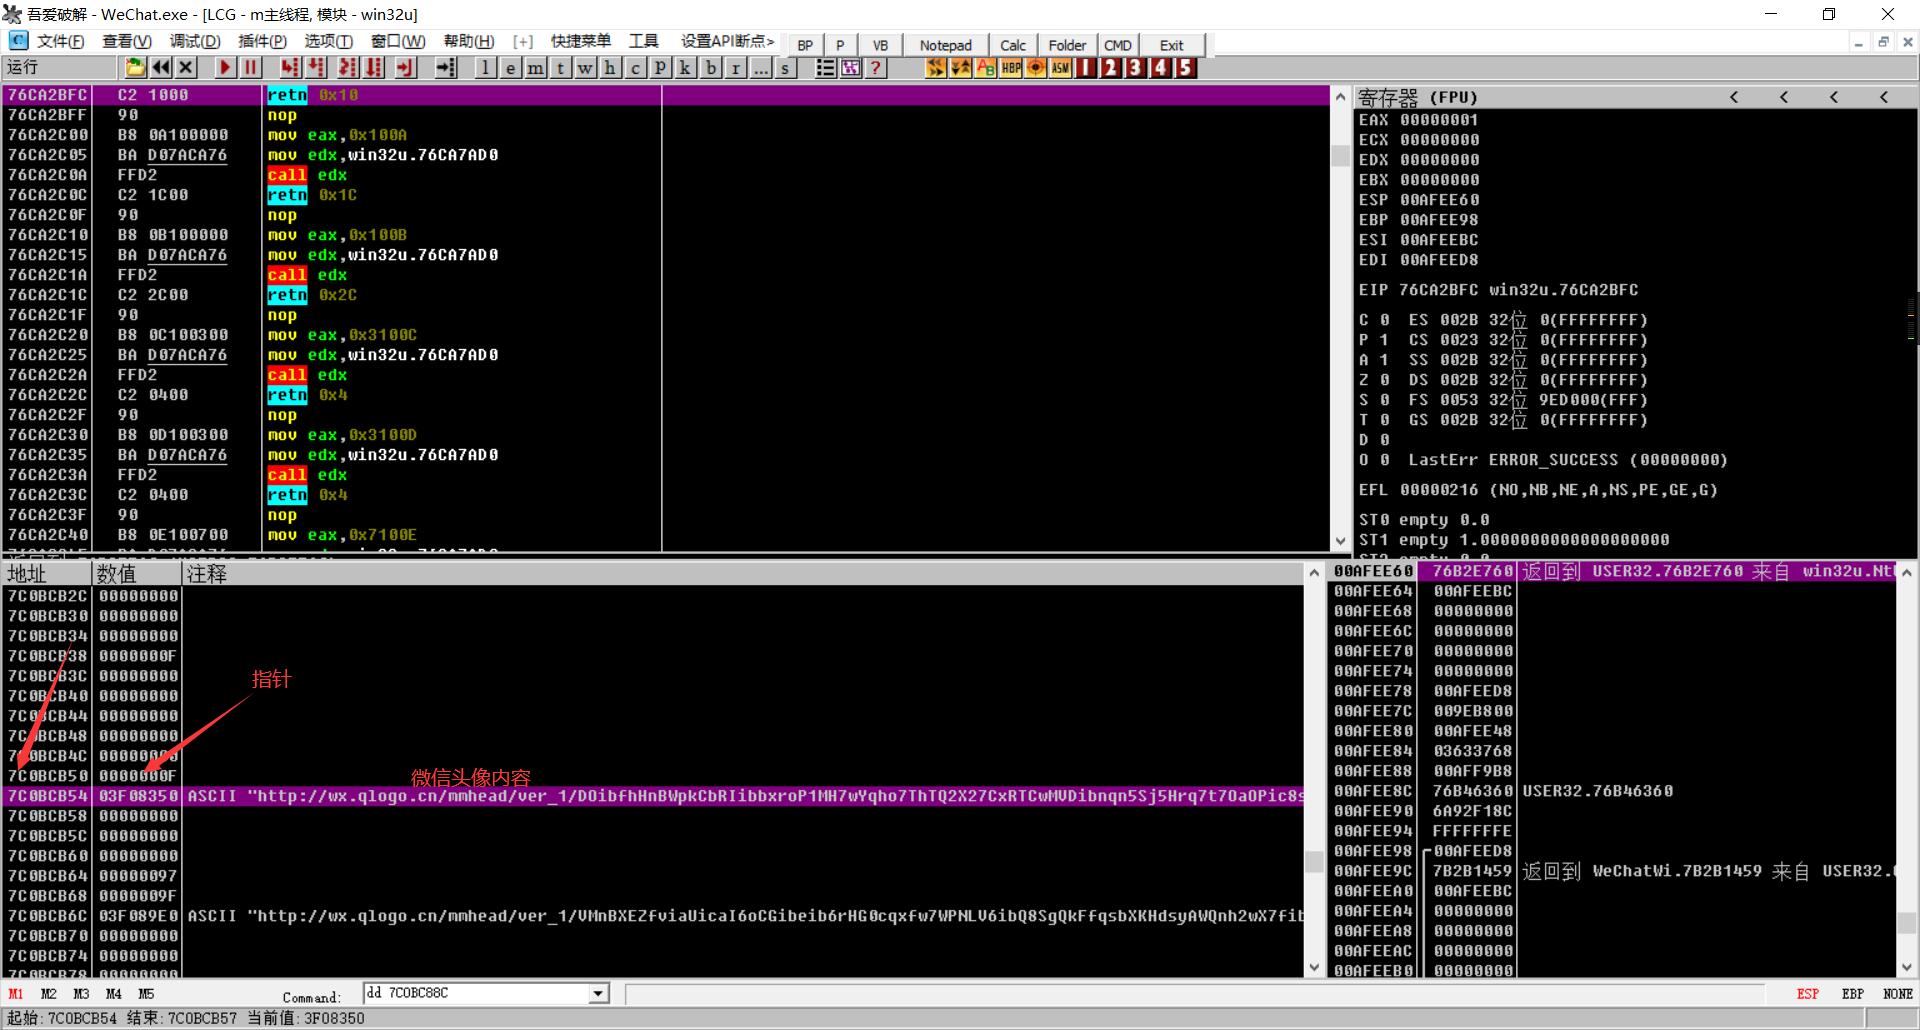 吾爱破解 - WeChat.exe - [LCG - m主线程, 模块 - win32u]
文件(F) 查看(V) 调试(D) 插件(P) 选项(T) 窗口(W) 帮助(H) [+] 快捷菜单 工具 设置API断点> BP P VB Notepad Calc Folder CMD Exit
运行 l e m t w h c p k b r ... s ? HBP ASM 1 2 3 4 5
76CA2BFC C2 1000 retn 0x10
76CA2BFF 90 nop
76CA2C00 B8 0A100000 mov eax,0x100A
76CA2C05 BA D07ACA76 mov edx,win32u.76CA7AD0
76CA2C0A FFD2 call edx
76CA2C0C C2 1C00 retn 0x1C
76CA2C0F 90 nop
76CA2C10 B8 0B100000 mov eax,0x100B
76CA2C15 BA D07ACA76 mov edx,win32u.76CA7AD0
76CA2C1A FFD2 call edx
76CA2C1C C2 2C00 retn 0x2C
76CA2C1F 90 nop
76CA2C20 B8 0C100300 mov eax,0x3100C
76CA2C25 BA D07ACA76 mov edx,win32u.76CA7AD0
76CA2C2A FFD2 call edx
76CA2C2C C2 0400 retn 0x4
76CA2C2F 90 nop
76CA2C30 B8 0D100300 mov eax,0x3100D
76CA2C35 BA D07ACA76 mov edx,win32u.76CA7AD0
76CA2C3A FFD2 call edx
76CA2C3C C2 0400 retn 0x4
76CA2C3F 90 nop
76CA2C40 B8 0E100700 mov eax,0x7100E
寄存器 (FPU) < < < <
EAX 00000001
ECX 00000000
EDX 00000000
EBX 00000000
ESP 00AFEE60
EBP 00AFEE98
ESI 00AFEEBC
EDI 00AFEED8
EIP 76CA2BFC win32u.76CA2BFC
C 0 ES 002B 32位 0(FFFFFFFF)
P 1 CS 0023 32位 0(FFFFFFFF)
A 1 SS 002B 32位 0(FFFFFFFF)
Z 0 DS 002B 32位 0(FFFFFFFF)
S 0 FS 0053 32位 9ED000(FFF)
T 0 GS 002B 32位 0(FFFFFFFF)
D 0
O 0 LastErr ERROR_SUCCESS (00000000)
EFL 00000216 (NO,NB,NE,A,NS,PE,GE,G)
ST0 empty 0.0
ST1 empty 1.0000000000000000000
地址 数值 注释
7C0BCB2C 00000000
7C0BCB30 00000000
7C0BCB34 00000000
7C0BCB38 0000000F
7C0BCB3C 00000000
7C0BCB40 00000000
7C0BCB44 00000000
7C0BCB48 00000000
7C0BCB4C 00000000
7C0BCB50 0000000F
7C0BCB54 03F08350 ASCII "http://wx.qlogo.cn/mmhead/ver_1/DOibfhHnBWpkCbRIibbxroP1MH7wYqho7ThTQ2X27CxRTCwMVDibnqn5Sj5Hrq7t7OaOPic8s
7C0BCB58 00000000
7C0BCB5C 00000000
7C0BCB60 00000000
7C0BCB64 00000097
7C0BCB68 0000009F
7C0BCB6C 03F089E0 ASCII "http://wx.qlogo.cn/mmhead/ver_1/VMnBXEZfviaUicaI6oCGibeib6rHG0cqxfw7WPNLV6ibQ8SgQkFfqsbXKHdsyAWQnh2wX7fib
7C0BCB70 00000000
7C0BCB74 00000000
7C0BCB78 00000000
指针
微信头像内容
00AFEE60 76B2E760 返回到 USER32.76B2E760 来自 win32u.NtU
00AFEE64 00AFEEBC
00AFEE68 00000000
00AFEE6C 00000000
00AFEE70 00000000
00AFEE74 00000000
00AFEE78 00AFEED8
00AFEE7C 009EB800
00AFEE80 00AFEE48
00AFEE84 03633768
00AFEE88 00AFF9B8
00AFEE8C 76B46360 USER32.76B46360
00AFEE90 6A92F18C
00AFEE94 FFFFFFFE
00AFEE98 00AFEED8
00AFEE9C 7B2B1459 返回到 WeChatWi.7B2B1459 来自 USER32.
00AFEEA0 00AFEEBC
00AFEEA4 00000000
00AFEEA8 00000000
00AFEEAC 00000000
00AFEEB0 00000000
M1 M2 M3 M4 M5 Command: dd 7C0BC88C ESP EBP NONE
起始:7C0BCB54 结束:7C0BCB57 当前值:3F08350